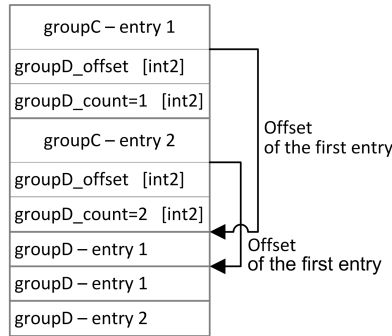 groupC – entry 1
groupD_offset [int2]
groupD_count=1 [int2]
groupC – entry 2
groupD_offset [int2]
groupD_count=2 [int2]
groupD – entry 1
groupD – entry 1
groupD – entry 2
Offset
of the first entry
Offset
of the first entry